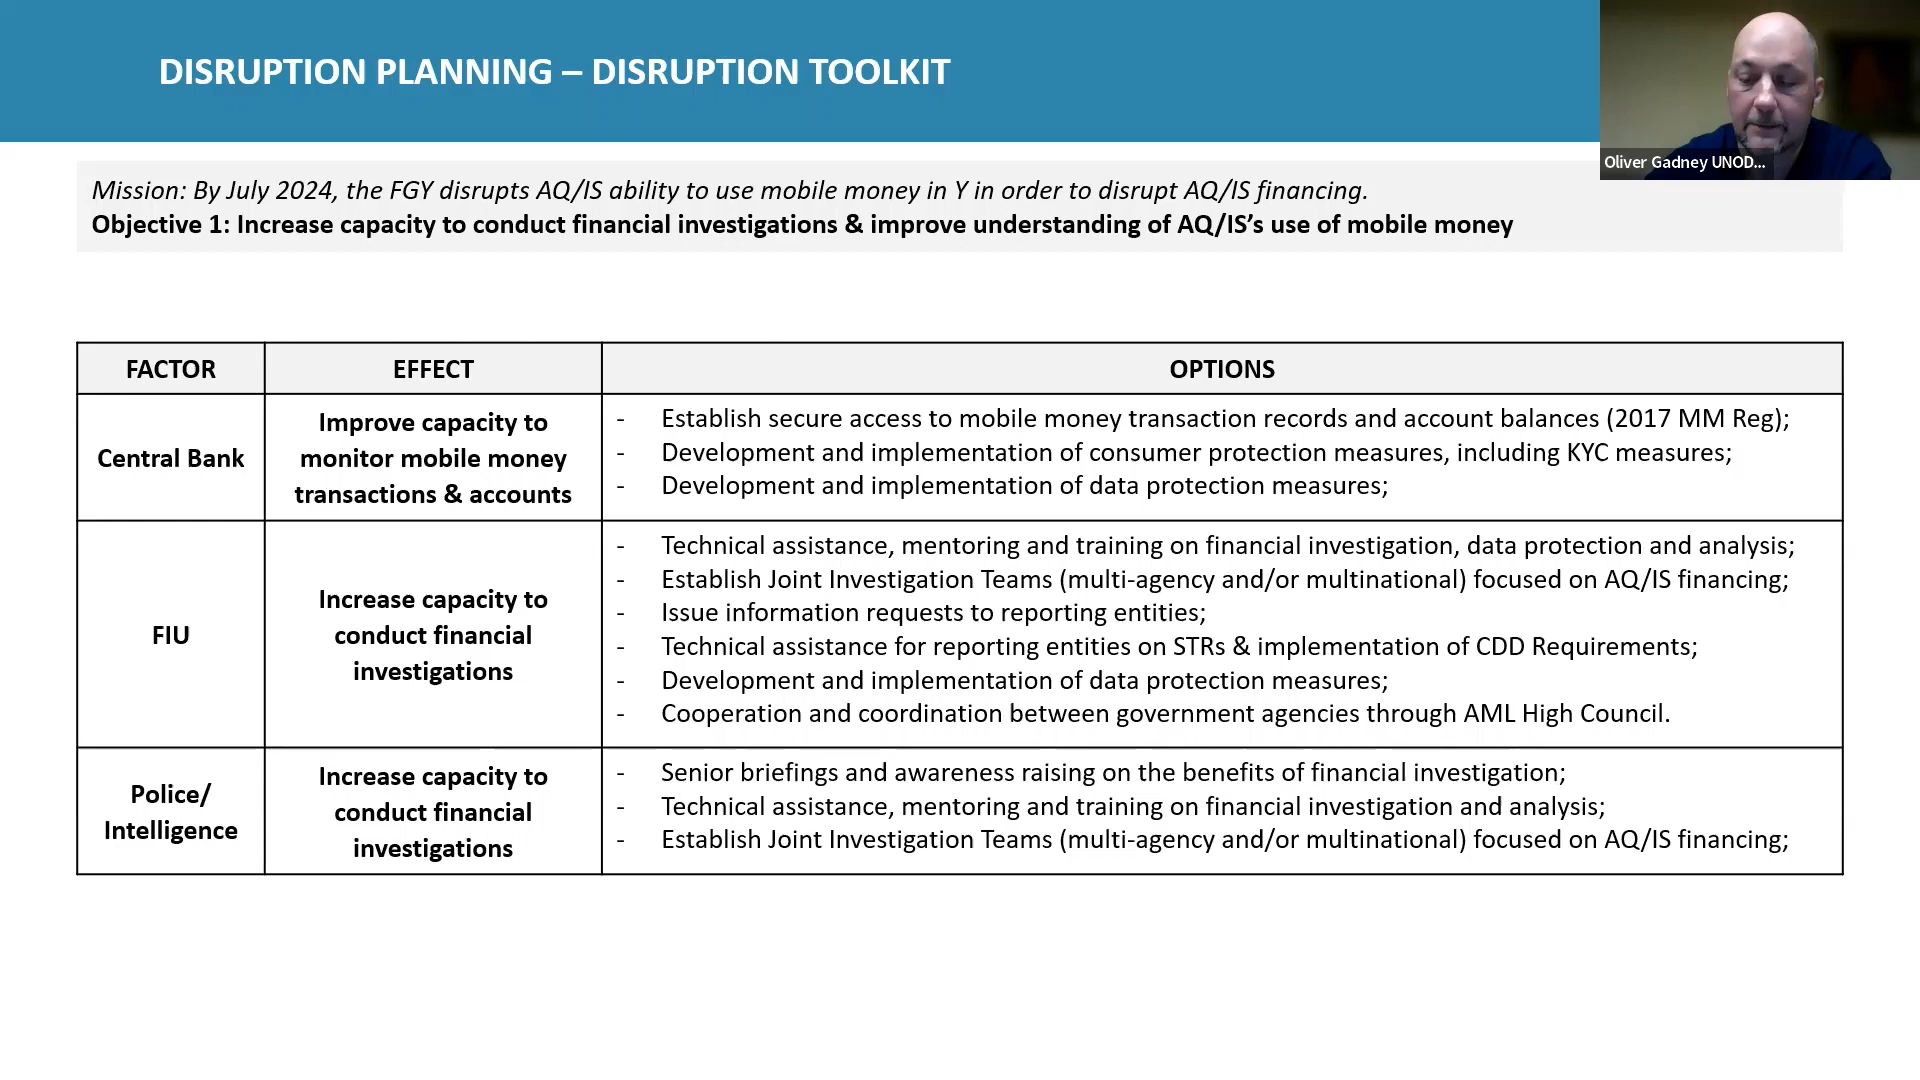 DISRUPTION PLANNING – DISRUPTION TOOLKIT
Oliver Gadney UNOD...
Mission: By July 2024, the FGY disrupts AQ/IS ability to use mobile money in Y in order to disrupt AQ/IS financing.
Objective 1: Increase capacity to conduct financial investigations & improve understanding of AQ/IS’s use of mobile money
FACTOR
EFFECT
OPTIONS
Central Bank
Improve capacity to
monitor mobile money
transactions & accounts
- Establish secure access to mobile money transaction records and account balances (2017 MM Reg);
- Development and implementation of consumer protection measures, including KYC measures;
- Development and implementation of data protection measures;
FIU
Increase capacity to
conduct financial
investigations
- Technical assistance, mentoring and training on financial investigation, data protection and analysis;
- Establish Joint Investigation Teams (multi-agency and/or multinational) focused on AQ/IS financing;
- Issue information requests to reporting entities;
- Technical assistance for reporting entities on STRs & implementation of CDD Requirements;
- Development and implementation of data protection measures;
- Cooperation and coordination between government agencies through AML High Council.
Police/
Intelligence
Increase capacity to
conduct financial
investigations
- Senior briefings and awareness raising on the benefits of financial investigation;
- Technical assistance, mentoring and training on financial investigation and analysis;
- Establish Joint Investigation Teams (multi-agency and/or multinational) focused on AQ/IS financing;